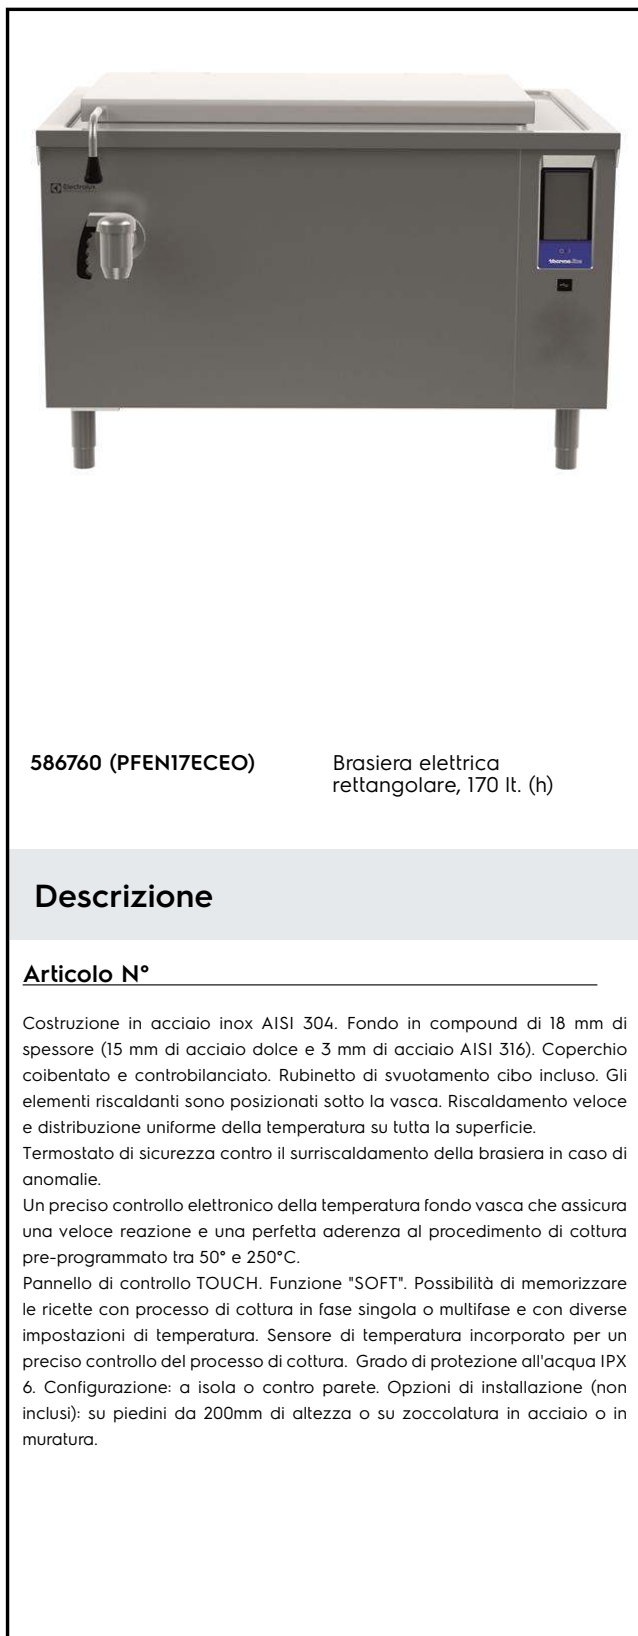 Electrolux
thermaline
586760 (PFEN17ECEO)
Brasiera elettrica
rettangolare, 170 lt. (h)
Descrizione
Articolo N°
Costruzione in acciaio inox AISI 304. Fondo in compound di 18 mm di
spessore (15 mm di acciaio dolce e 3 mm di acciaio AISI 316). Coperchio
coibentato e controbilanciato. Rubinetto di svuotamento cibo incluso. Gli
elementi riscaldanti sono posizionati sotto la vasca. Riscaldamento veloce
e distribuzione uniforme della temperatura su tutta la superficie.
Termostato di sicurezza contro il surriscaldamento della brasiera in caso di
anomalie.
Un preciso controllo elettronico della temperatura fondo vasca che assicura
una veloce reazione e una perfetta aderenza al procedimento di cottura
pre-programmato tra 50° e 250°C.
Pannello di controllo TOUCH. Funzione "SOFT". Possibilità di memorizzare
le ricette con processo di cottura in fase singola o multifase e con diverse
impostazioni di temperatura. Sensore di temperatura incorporato per un
preciso controllo del processo di cottura. Grado di protezione all'acqua IPX
6. Configurazione: a isola o contro parete. Opzioni di installazione (non
inclusi): su piedini da 200mm di altezza o su zoccolatura in acciaio o in
muratura.